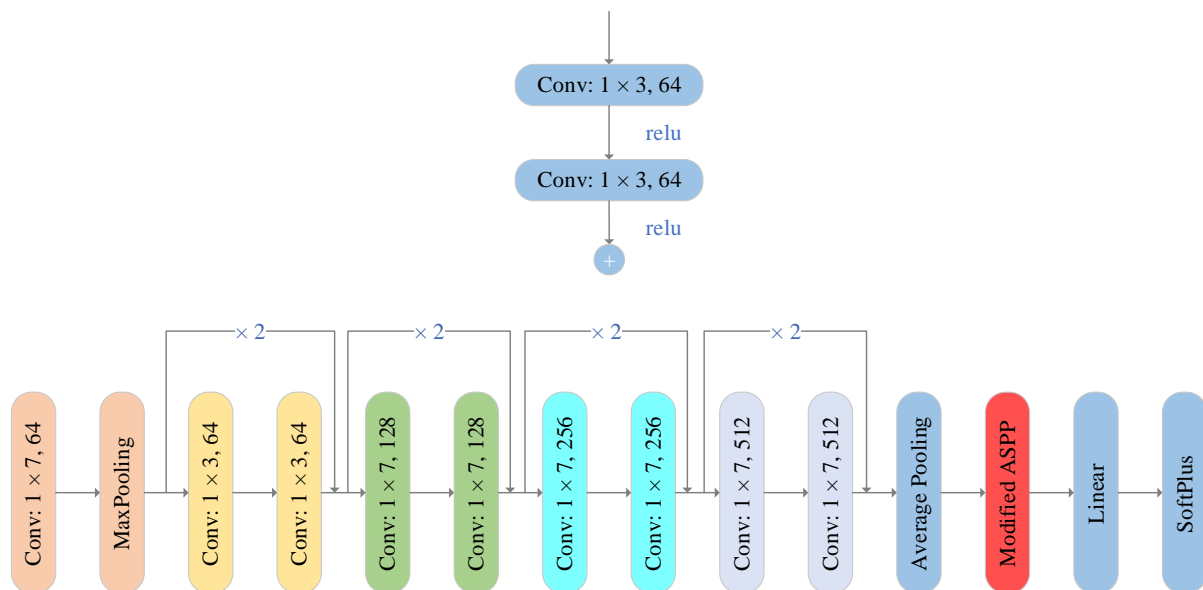 Conv: 1 × 3, 64
relu
Conv: 1 × 3, 64
relu
+
× 2
× 2
× 2
× 2
Conv: 1 × 7, 64
MaxPooling
Conv: 1 × 3, 64
Conv: 1 × 3, 64
Conv: 1 × 7, 128
Conv: 1 × 7, 128
Conv: 1 × 7, 256
Conv: 1 × 7, 256
Conv: 1 × 7, 512
Conv: 1 × 7, 512
Average Pooling
Modified ASPP
Linear
SoftPlus